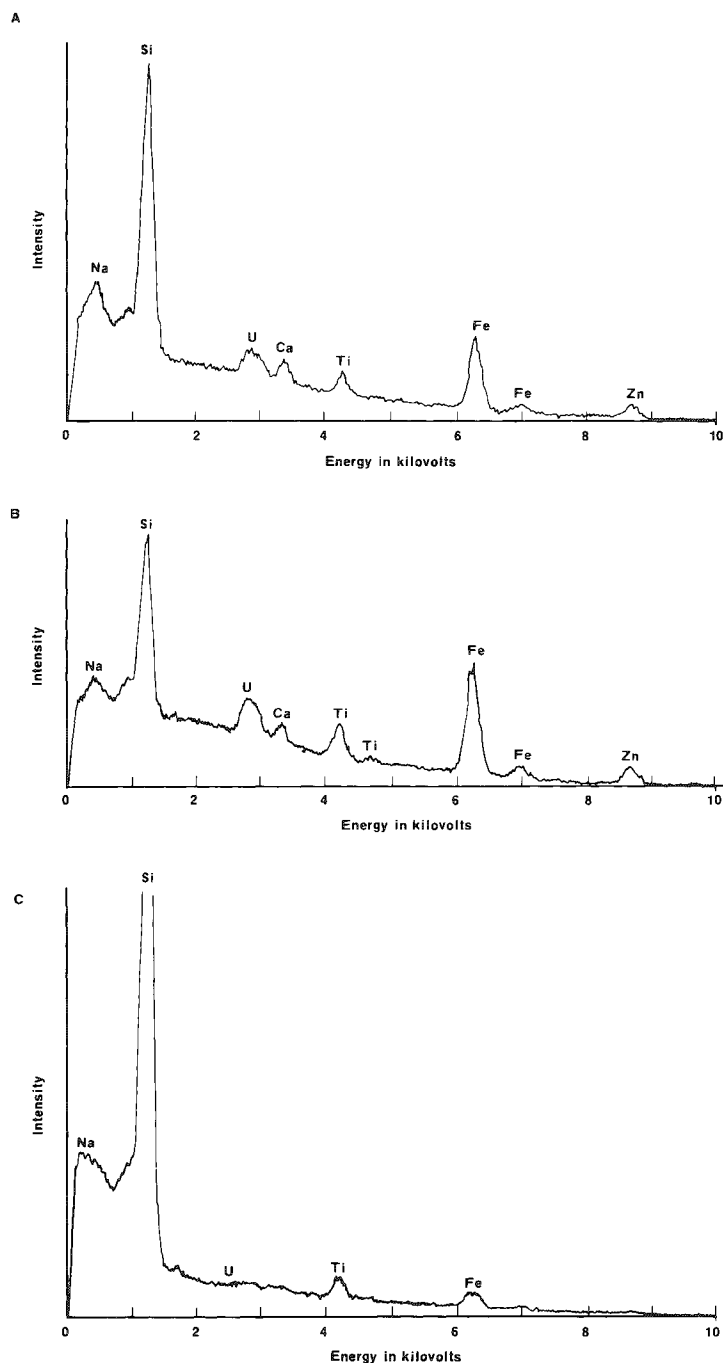 A
Si
Na
U
Ca
Ti
Fe
Fe
Zn
Intensity
0 2 4 6 8 10
Energy in kilovolts
B
Si
Na
U
Ca
Ti
Ti
Fe
Fe
Zn
Intensity
0 2 4 6 8 10
Energy in kilovolts
C
Si
Na
U
Ti
Fe
Intensity
0 2 4 6 8 10
Energy in kilovolts